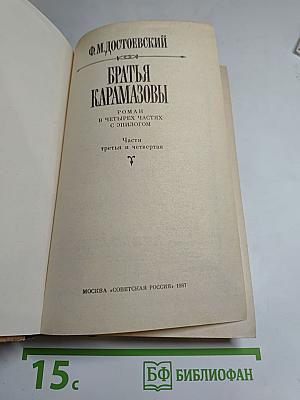 Ф.М.ДОСТОЕВСКИЙ
БРАТЬЯ
КАРАМАЗОВЫ
РОМАН
В ЧЕТЫРЕХ ЧАСТЯХ
С ЭПИЛОГОМ
Части
третья и четвертая
МОСКВА «СОВЕТСКАЯ РОССИЯ» 1987
15с
БФ БИБЛИОФАН